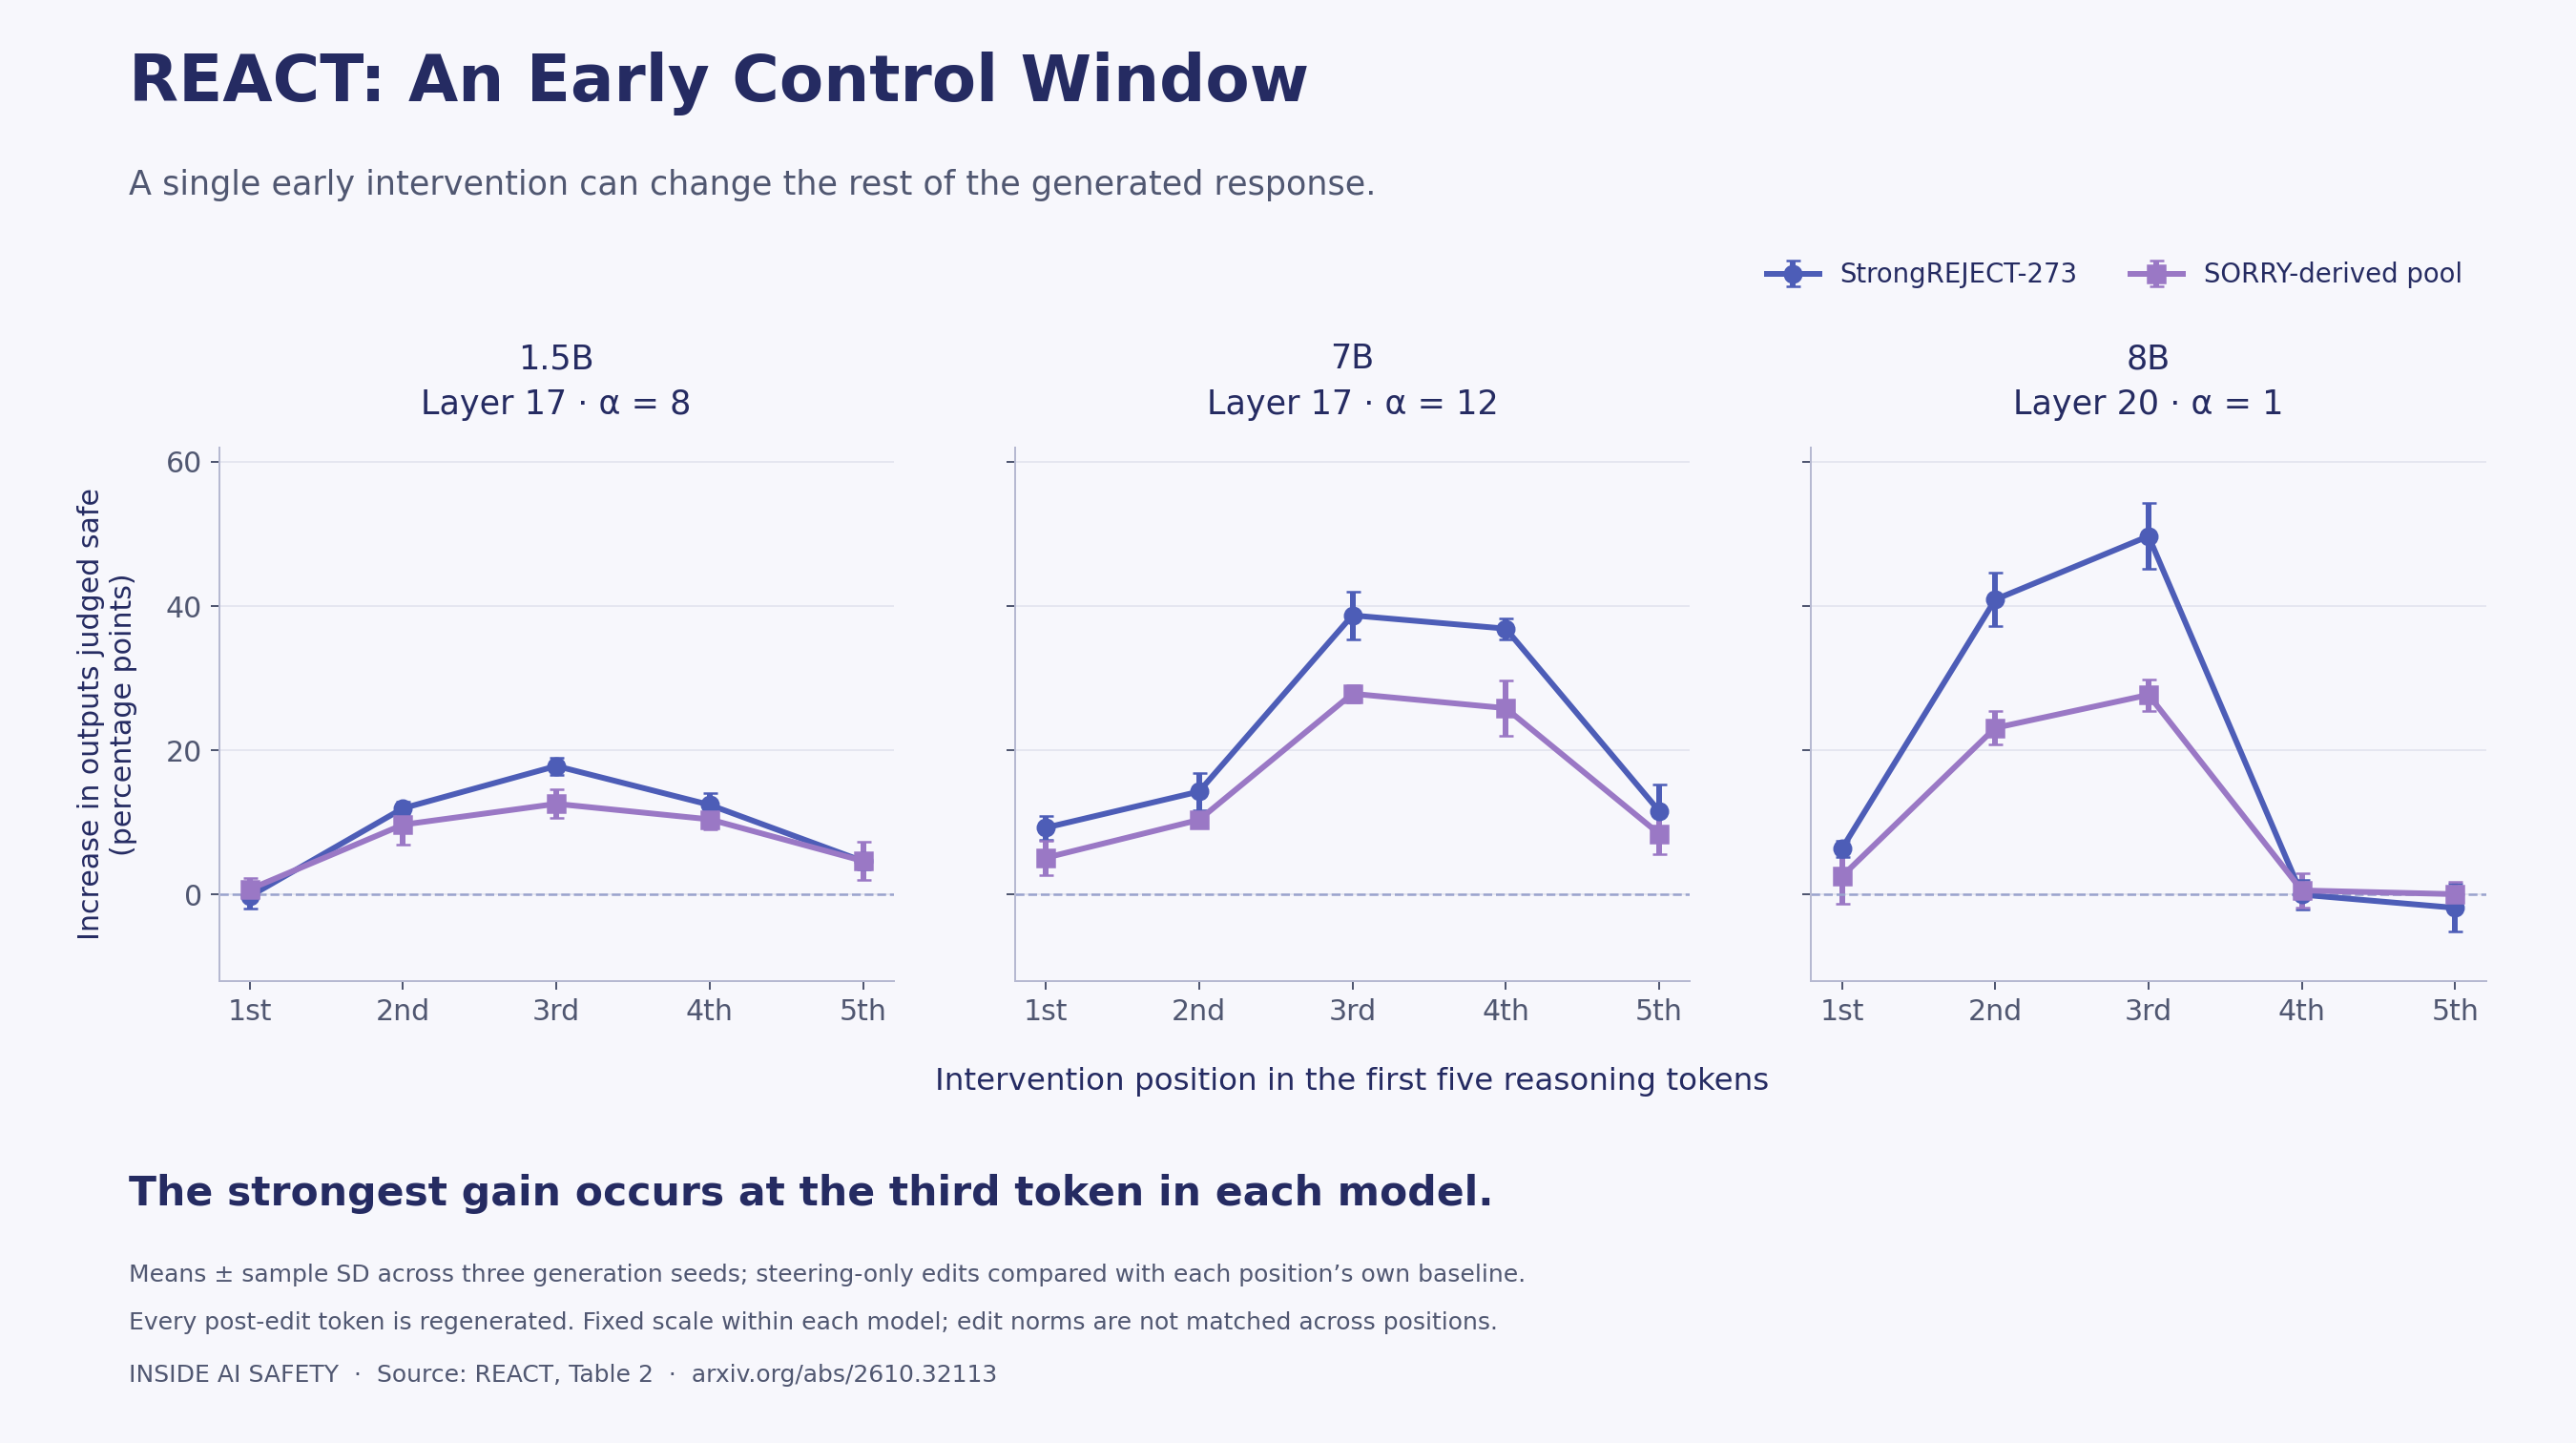 REACT: An Early Control Window
A single early intervention can change the rest of the generated response.
StrongREJECT-273
SORRY-derived pool
1.5B
Layer 17 · α = 8
7B
Layer 17 · α = 12
8B
Layer 20 · α = 1
Increase in outputs judged safe
(percentage points)
60
40
20
0
1st 2nd 3rd 4th 5th
1st 2nd 3rd 4th 5th
1st 2nd 3rd 4th 5th
Intervention position in the first five reasoning tokens
The strongest gain occurs at the third token in each model.
Means ± sample SD across three generation seeds; steering-only edits compared with each position’s own baseline.
Every post-edit token is regenerated. Fixed scale within each model; edit norms are not matched across positions.
INSIDE AI SAFETY · Source: REACT, Table 2 · arxiv.org/abs/2610.32113